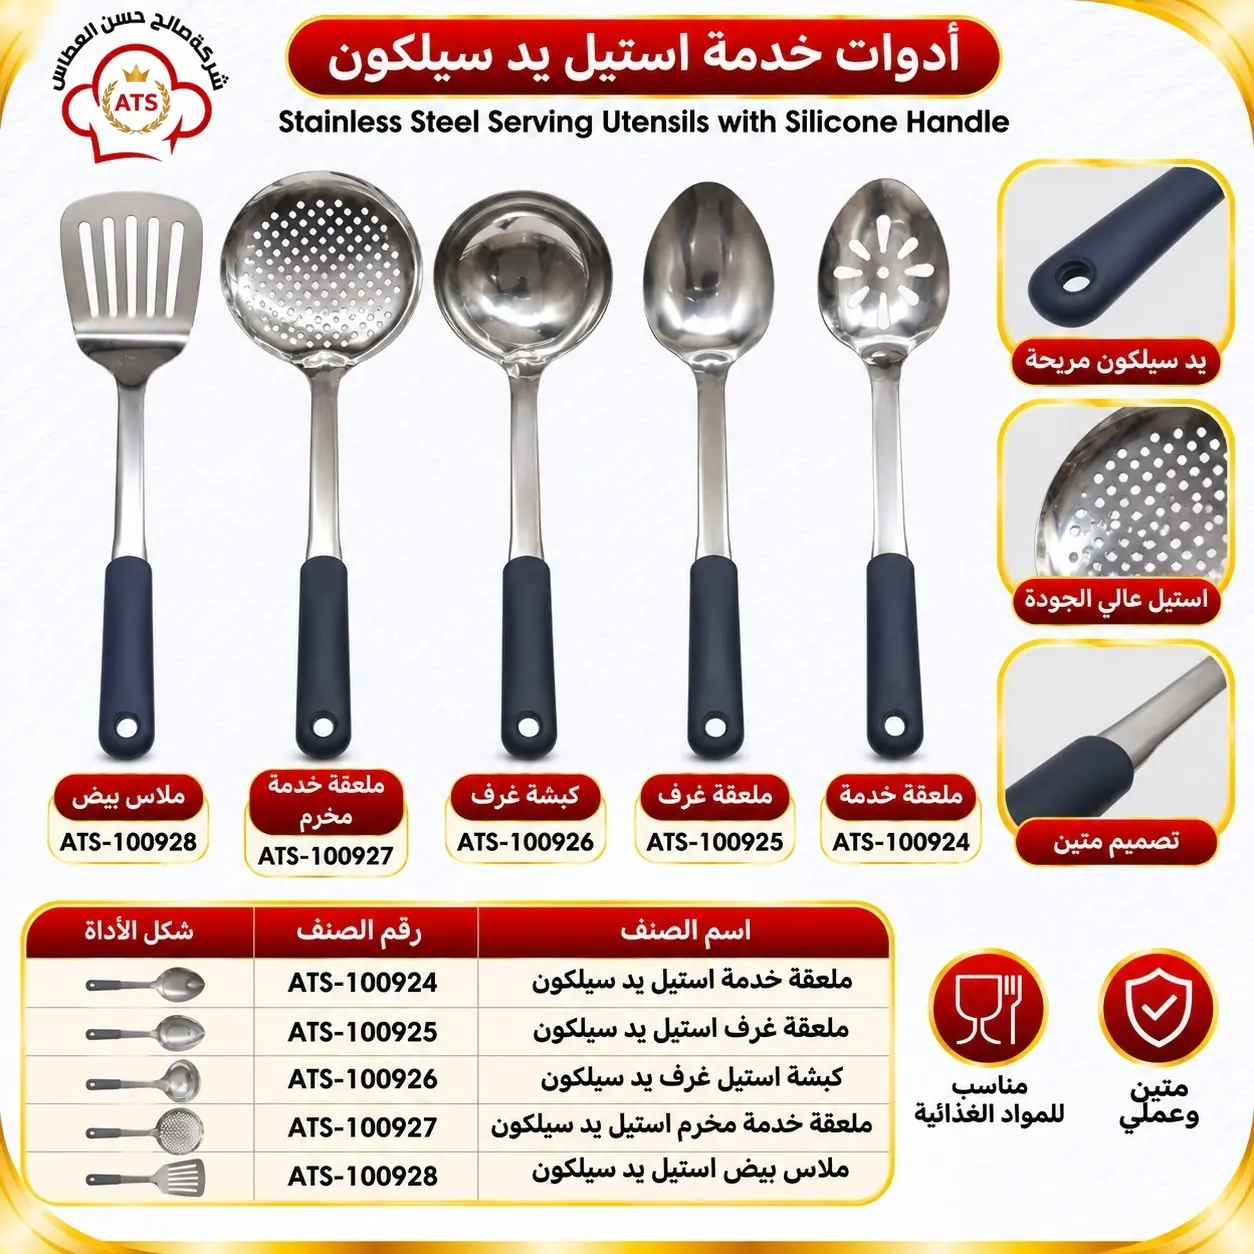 شركة صالح حسن العطاس
ATS
أدوات خدمة استيل يد سيلكون
Stainless Steel Serving Utensils with Silicone Handle
يد سيلكون مريحة
استيل عالي الجودة
تصميم متين
ملعقة خدمة
ATS-100924
ملعقة غرف
ATS-100925
كبشة غرف
ATS-100926
ملعقة خدمة
مخرم
ATS-100927
ملاس بيض
ATS-100928
اسم الصنف رقم الصنف شكل الأداة
ملعقة خدمة استيل يد سيلكون ATS-100924
ملعقة غرف استيل يد سيلكون ATS-100925
كبشة استيل غرف يد سيلكون ATS-100926
ملعقة خدمة مخرم استيل يد سيلكون ATS-100927
ملاس بيض استيل يد سيلكون ATS-100928
متين
وعملي
مناسب
للمواد الغذائية